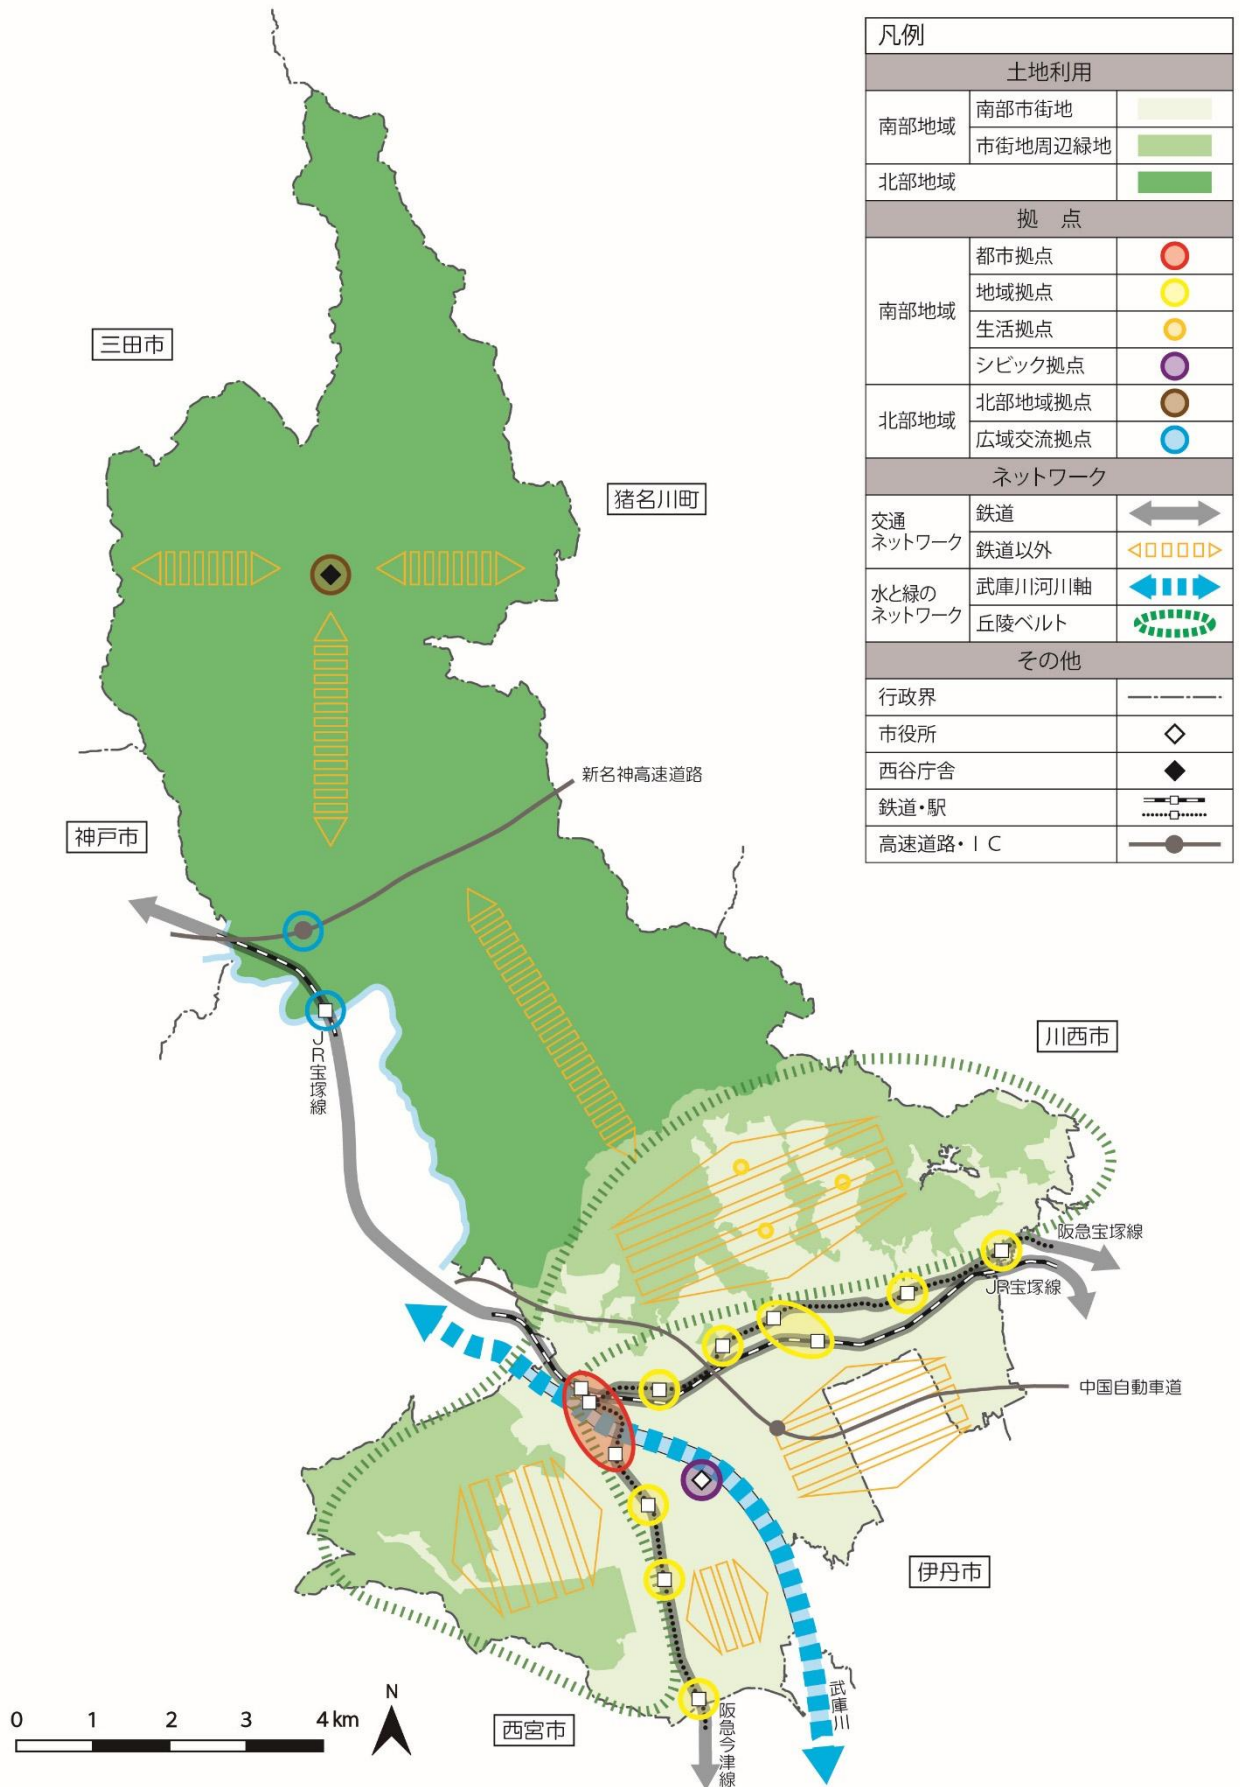 凡例
土地利用
南部地域
南部市街地
市街地周辺緑地
北部地域
拠　点
南部地域
都市拠点
地域拠点
生活拠点
シビック拠点
北部地域
北部地域拠点
広域交流拠点
ネットワーク
交通
ネットワーク
鉄道
鉄道以外
水と緑の
ネットワーク
武庫川河川軸
丘陵ベルト
その他
行政界
市役所
西谷庁舎
鉄道・駅
高速道路・ＩＣ
三田市
猪名川町
新名神高速道路
神戸市
JR宝塚線
川西市
阪急宝塚線
JR宝塚線
中国自動車道
伊丹市
武庫川
西宮市
阪急今津線
N
0 1 2 3 4 km